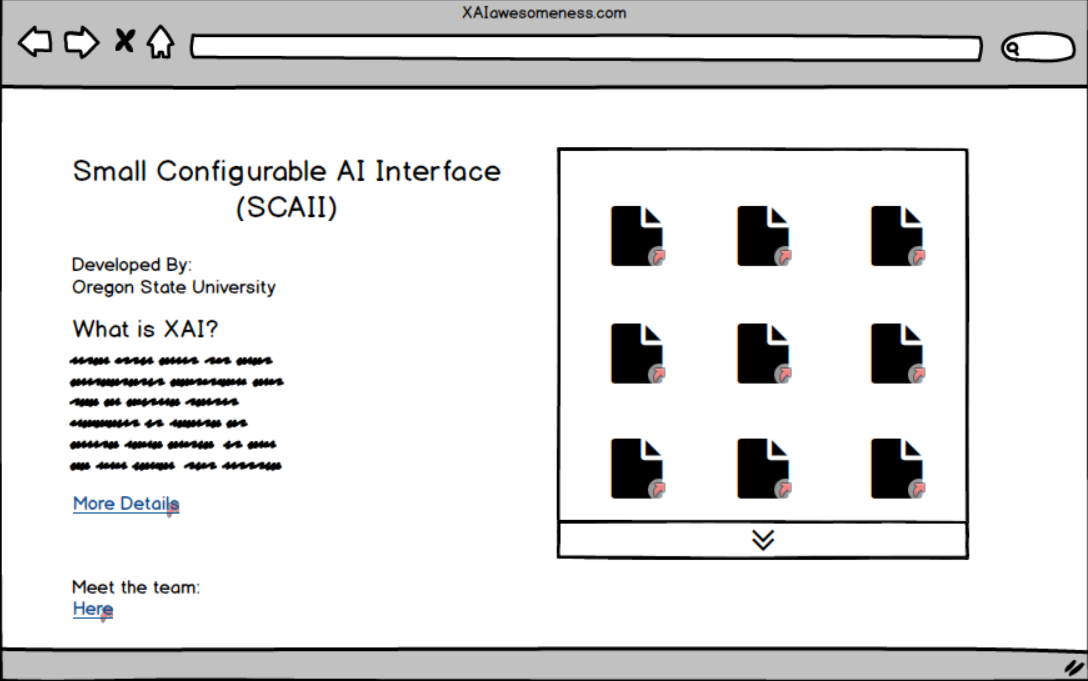 XAIawesomeness.com
Small Configurable AI Interface
(SCAII)
Developed By:
Oregon State University
What is XAI?
More Details
Meet the team:
Here